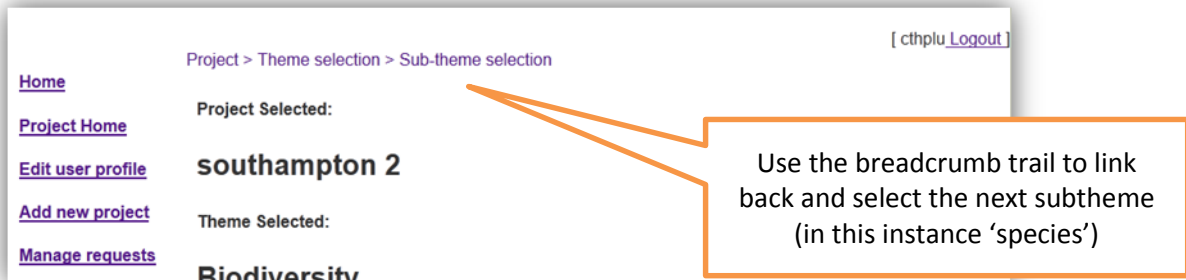 [ cthplu Logout ]
Project > Theme selection > Sub-theme selection
Home
Project Home
Edit user profile
Add new project
Manage requests
Project Selected:
southampton 2
Theme Selected:
Biodiversity
Use the breadcrumb trail to link
back and select the next subtheme
(in this instance ‘species’)